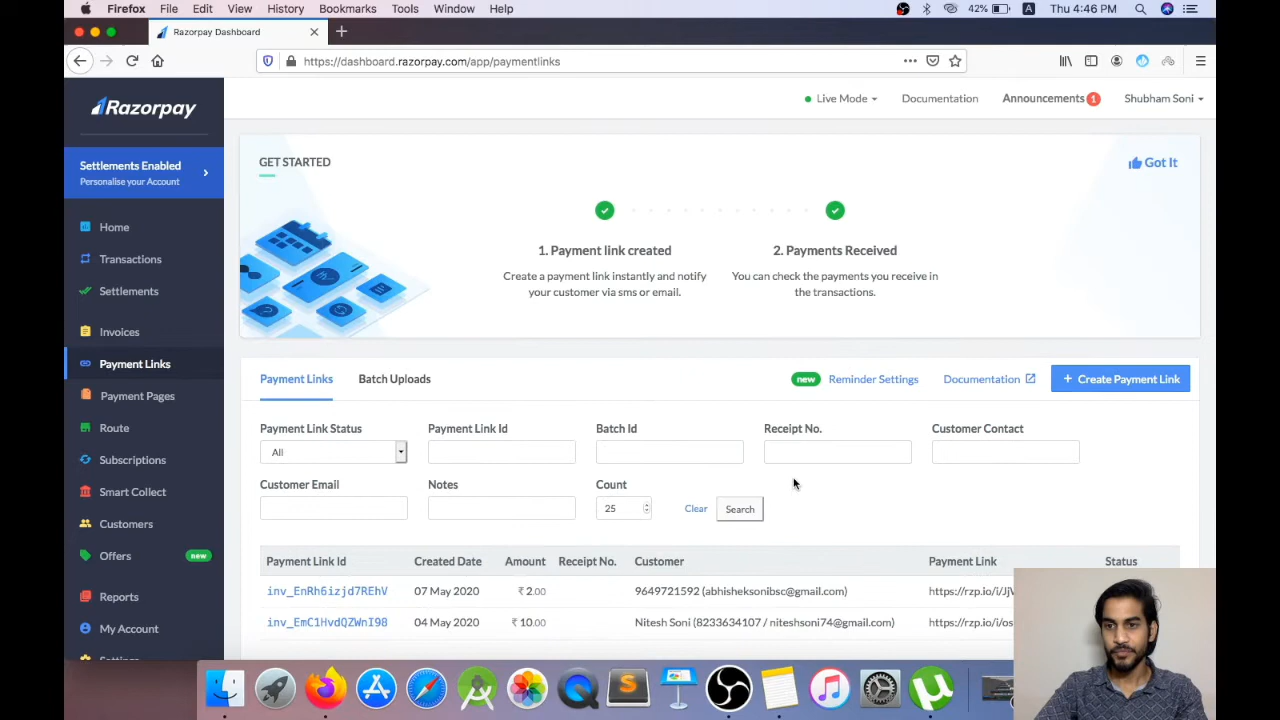 Firefox File Edit View History Bookmarks Tools Window Help 42% A Thu 4:46 PM
Razorpay Dashboard
https://dashboard.razorpay.com/app/paymentlinks
Razorpay
Live Mode Documentation Announcements 1 Shubham Soni
Settlements Enabled
Personalise your Account
GET STARTED
Got It
Home
Transactions
Settlements
Invoices
Payment Links
Payment Pages
Route
Subscriptions
Smart Collect
Customers
Offers new
Reports
My Account
1. Payment link created
Create a payment link instantly and notify
your customer via sms or email.
2. Payments Received
You can check the payments you receive in
the transactions.
Payment Links Batch Uploads new Reminder Settings Documentation + Create Payment Link
Payment Link Status Payment Link Id Batch Id Receipt No. Customer Contact
All
Customer Email Notes Count
25 Clear Search
Payment Link Id Created Date Amount Receipt No. Customer Payment Link Status
inv_EnRh6izjd7REhV 07 May 2020 ₹ 2.00 9649721592 (abhisheksonibsc@gmail.com) https://rzp.io/i/JjV
inv_EmC1HvdQZWnI98 04 May 2020 ₹ 10.00 Nitesh Soni (8233634107 / niteshsoni74@gmail.com) https://rzp.io/i/os